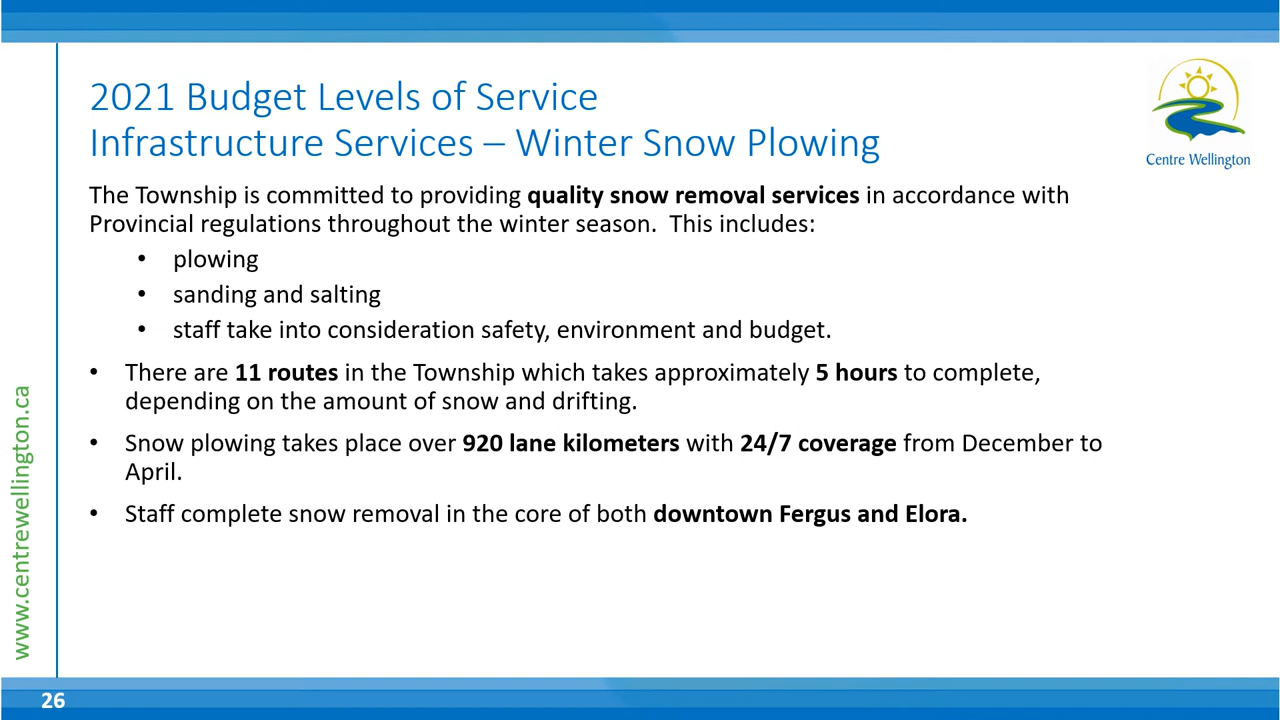 2021 Budget Levels of Service
Infrastructure Services – Winter Snow Plowing
Centre Wellington
The Township is committed to providing quality snow removal services in accordance with
Provincial regulations throughout the winter season.  This includes:
• plowing
• sanding and salting
• staff take into consideration safety, environment and budget.
• There are 11 routes in the Township which takes approximately 5 hours to complete,
depending on the amount of snow and drifting.
• Snow plowing takes place over 920 lane kilometers with 24/7 coverage from December to
April.
• Staff complete snow removal in the core of both downtown Fergus and Elora.
www.centrewellington.ca
26